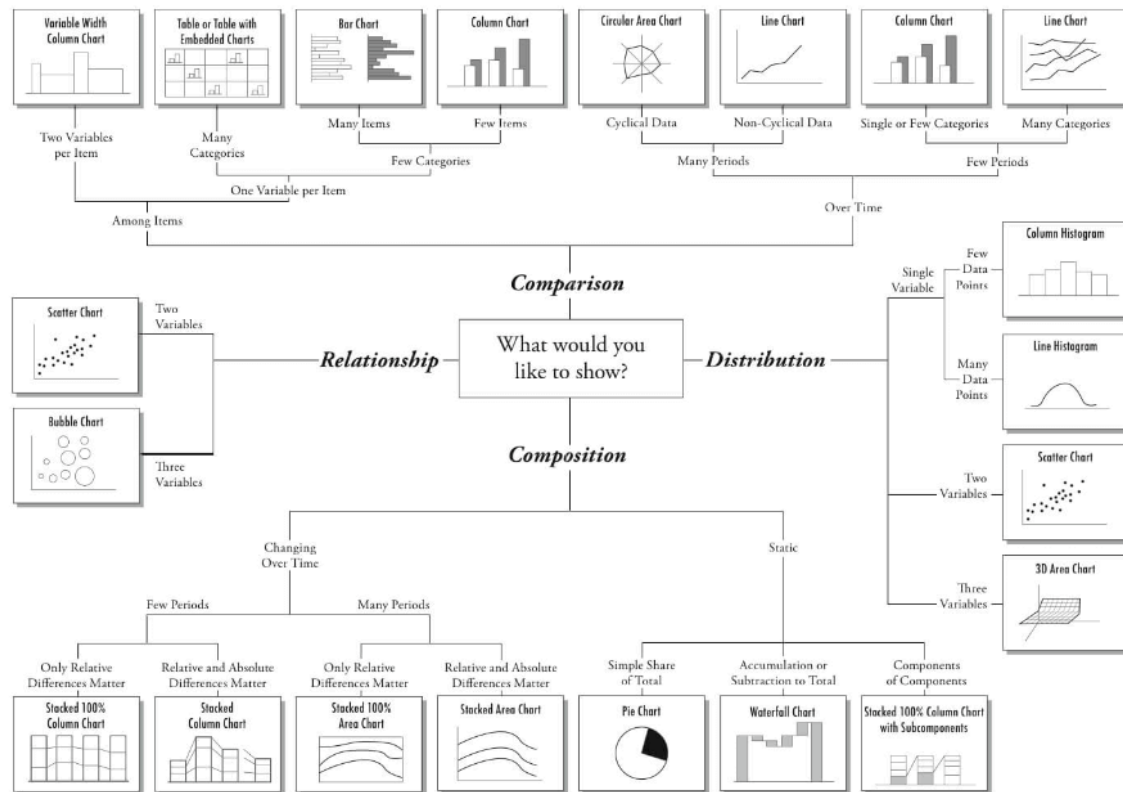 Variable Width
Column Chart
Table or Table with
Embedded Charts
Bar Chart
Column Chart
Circular Area Chart
Line Chart
Column Chart
Line Chart
Two Variables
per Item
Many
Categories
Many Items
Few Items
Cyclical Data
Non-Cyclical Data
Single or Few Categories
Many Categories
Few Categories
Many Periods
Few Periods
One Variable per Item
Among Items
Over Time
Comparison
What would you
like to show?
Relationship
Two
Variables
Scatter Chart
Three
Variables
Bubble Chart
Distribution
Single
Variable
Few
Data
Points
Column Histogram
Many
Data
Points
Line Histogram
Two
Variables
Scatter Chart
Three
Variables
3D Area Chart
Composition
Changing
Over Time
Static
Few Periods
Many Periods
Only Relative
Differences Matter
Relative and Absolute
Differences Matter
Only Relative
Differences Matter
Relative and Absolute
Differences Matter
Simple Share
of Total
Accumulation or
Subtraction to Total
Components
of Components
Stacked 100%
Column Chart
Stacked
Column Chart
Stacked 100%
Area Chart
Stacked Area Chart
Pie Chart
Waterfall Chart
Stacked 100% Column Chart
with Subcomponents